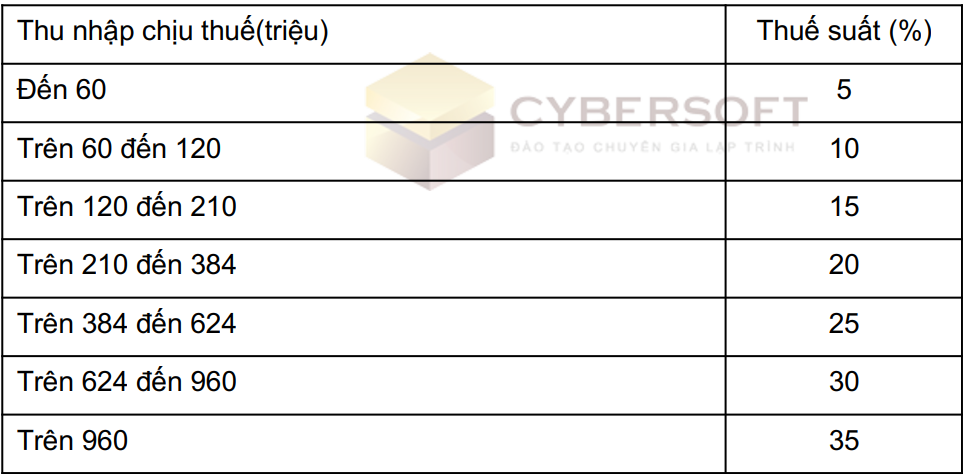 Thu nhập chịu thuế(triệu) Thuế suất (%)
Đến 60 5
CYBERSOFT
ĐÀO TẠO CHUYÊN GIA LẬP TRÌNH
Trên 60 đến 120 10
Trên 120 đến 210 15
Trên 210 đến 384 20
Trên 384 đến 624 25
Trên 624 đến 960 30
Trên 960 35